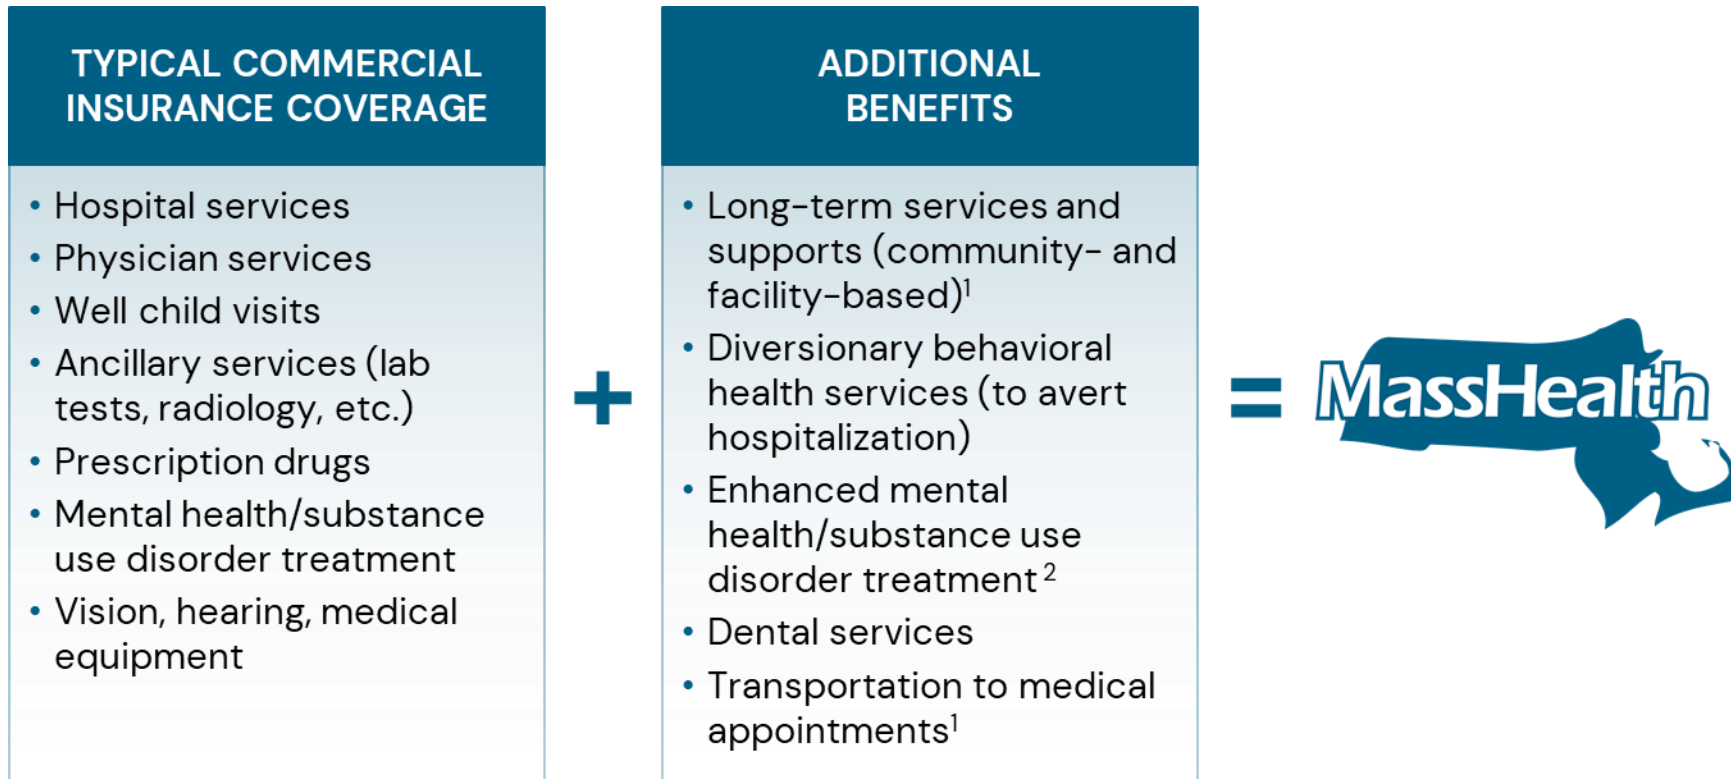 TYPICAL COMMERCIAL
INSURANCE COVERAGE
• Hospital services
• Physician services
• Well child visits
• Ancillary services (lab
tests, radiology, etc.)
• Prescription drugs
• Mental health/substance
use disorder treatment
• Vision, hearing, medical
equipment
+
ADDITIONAL
BENEFITS
• Long-term services and
supports (community- and
facility-based)¹
• Diversionary behavioral
health services (to avert
hospitalization)
• Enhanced mental
health/substance use
disorder treatment²
• Dental services
• Transportation to medical
appointments¹
=
MassHealth